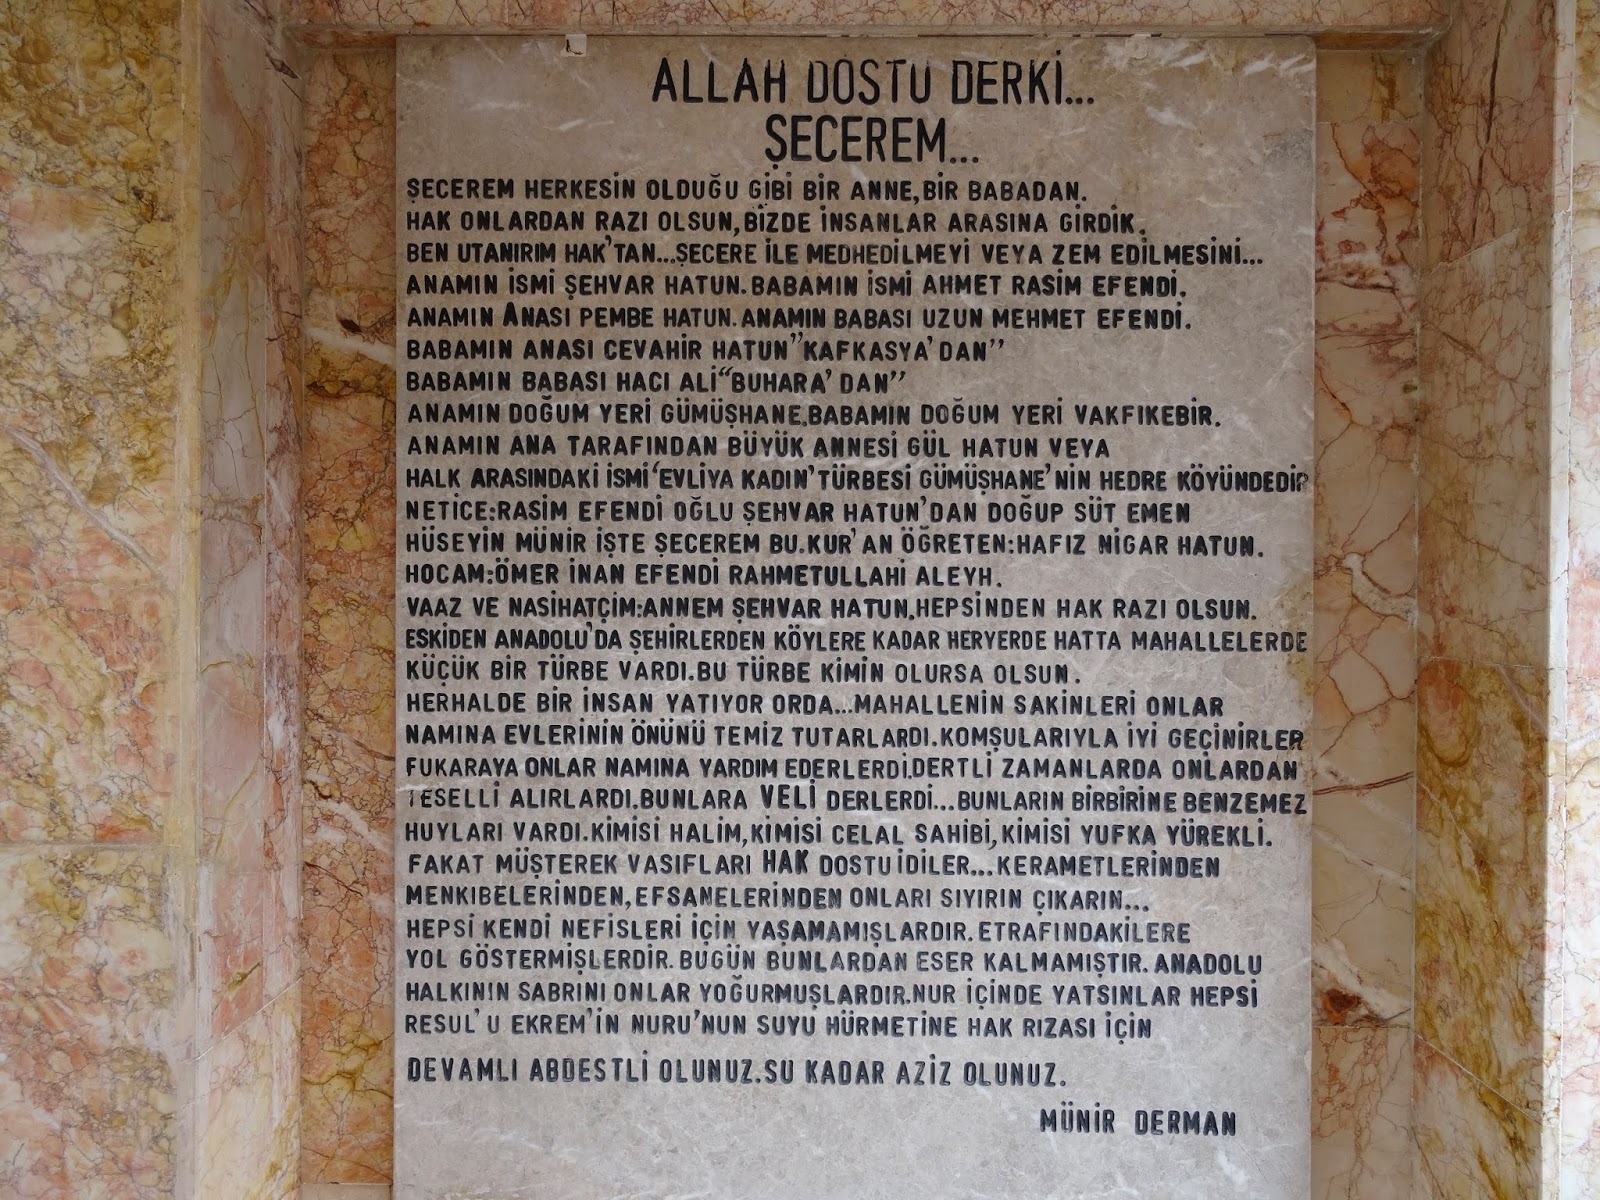 ALLAH DOSTU DERKİ...
ŞECEREM...
ŞECEREM HERKESİN OLDUĞU GİBİ BİR ANNE,BİR BABADAN.
HAK ONLARDAN RAZI OLSUN,BİZDE İNSANLAR ARASINA GİRDİK.
BEN UTANIRIM HAK'TAN...ŞECERE İLE MEDHEDİLMEYİ VEYA ZEM EDİLMESİNİ...
ANAMIN İSMİ ŞEHVAR HATUN.BABAMIN İSMİ AHMET RASİM EFENDİ.
ANAMIN ANASI PEMBE HATUN.ANAMIN BABASI UZUN MEHMET EFENDİ.
BABAMIN ANASI CEVAHİR HATUN"KAFKASYA'DAN"
BABAMIN BABASI HACI ALİ"BUHARA'DAN"
ANAMIN DOĞUM YERİ GÜMÜŞHANE.BABAMIN DOĞUM YERİ VAKFIKEBİR.
ANAMIN ANA TARAFINDAN BÜYÜK ANNESİ GÜL HATUN VEYA
HALK ARASINDAKİ İSMİ'EVLİYA KADIN'TÜRBESİ GÜMÜŞHANE'NİN HEDRE KÖYÜNDEDİR
NETİCE:RASİM EFENDİ OĞLU ŞEHVAR HATUN'DAN DOĞUP SÜT EMEN
HÜSEYİN MÜNİR İŞTE ŞECEREM BU.KUR'AN ÖĞRETEN:HAFIZ NİGAR HATUN.
HOCAM:ÖMER İNAN EFENDİ RAHMETULLAHİ ALEYH.
VAAZ VE NASİHATÇİM:ANNEM ŞEHVAR HATUN.HEPSİNDEN HAK RAZI OLSUN.
ESKİDEN ANADOLU'DA ŞEHİRLERDEN KÖYLERE KADAR HERYERDE HATTA MAHALLELERDE
KÜÇÜK BİR TÜRBE VARDI.BU TÜRBE KİMİN OLURSA OLSUN.
HERHALDE BİR İNSAN YATIYOR ORDA...MAHALLENİN SAKİNLERİ ONLAR
NAMINA EVLERİNİN ÖNÜNÜ TEMİZ TUTARLARDI.KOMŞULARIYLA İYİ GEÇİNİRLER
FUKARAYA ONLAR NAMINA YARDIM EDERLERDİ.DERTLİ ZAMANLARDA ONLARDAN
TESELLİ ALIRLARDI.BUNLARA VELİ DERLERDİ...BUNLARIN BİRBİRİNE BENZEMEZ
HUYLARI VARDI.KİMİSİ HALİM,KİMİSİ CELAL SAHİBİ,KİMİSİ YUFKA YÜREKLİ.
FAKAT MÜŞTEREK VASIFLARI HAK DOSTU İDİLER...KERAMETLERİNDEN
MENKIBELERİNDEN,EFSANELERİNDEN ONLARI SIYIRIN ÇIKARIN...
HEPSİ KENDİ NEFİSLERİ İÇİN YAŞAMAMIŞLARDIR.ETRAFINDAKİLERE
YOL GÖSTERMİŞLERDİR.BUGÜN BUNLARDAN ESER KALMAMIŞTIR.ANADOLU
HALKININ SABRINI ONLAR YOĞURMUŞLARDIR.NUR İÇİNDE YATSINLAR HEPSİ
RESUL'U EKREM'İN NURU'NUN SUYU HÜRMETİNE HAK RIZASI İÇİN
DEVAMLI ABDESTLİ OLUNUZ.SU KADAR AZİZ OLUNUZ.
MÜNİR DERMAN